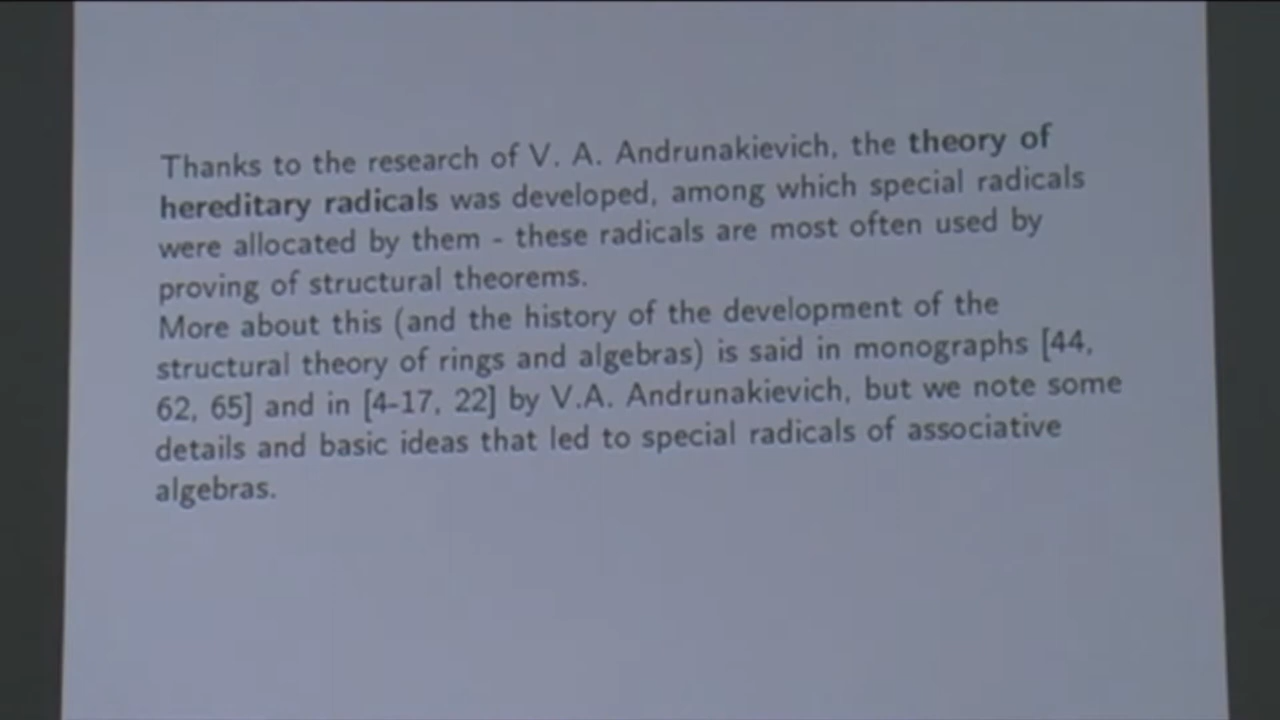 Thanks to the research of V. A. Andrunakievich, the theory of
hereditary radicals was developed, among which special radicals
were allocated by them - these radicals are most often used by
proving of structural theorems.
More about this (and the history of the development of the
structural theory of rings and algebras) is said in monographs [44,
62, 65] and in [4-17, 22] by V.A. Andrunakievich, but we note some
details and basic ideas that led to special radicals of associative
algebras.